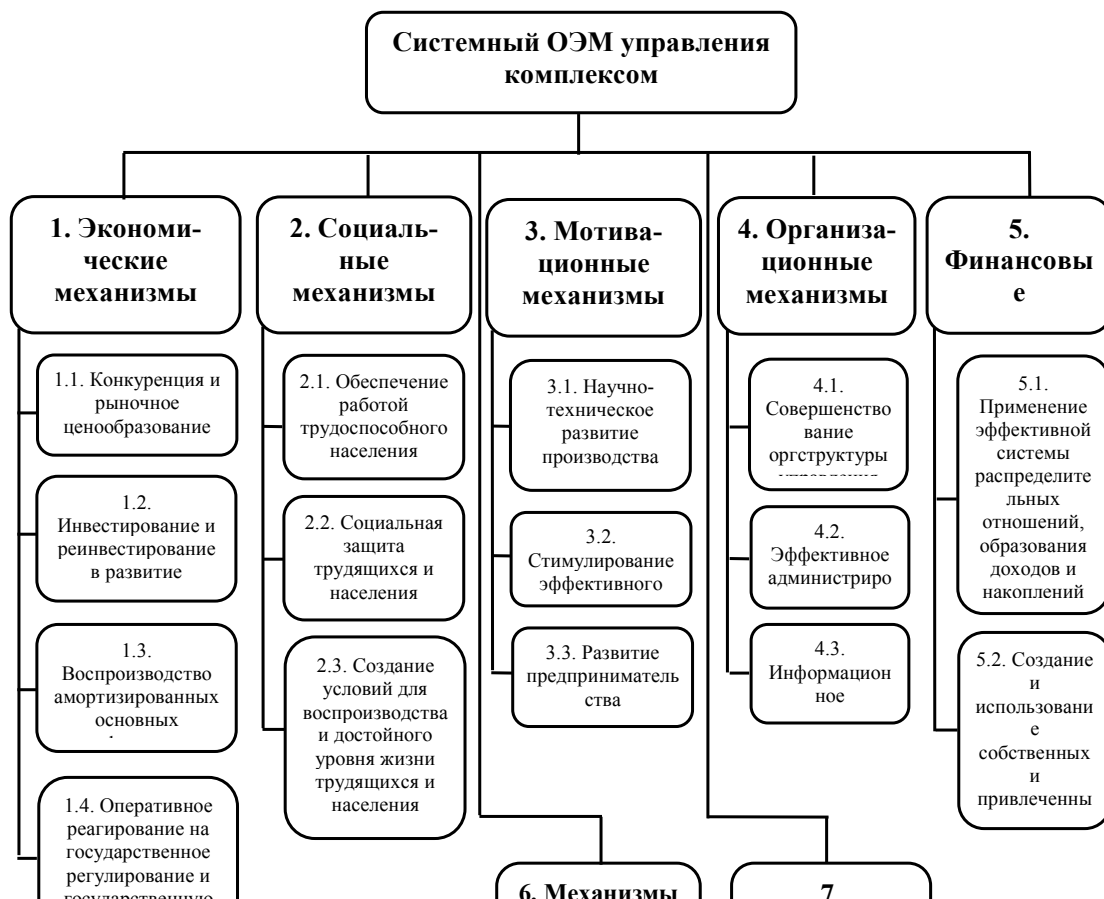 Системный ОЭМ управления
комплексом
1. Экономи-
ческие
механизмы
2. Социаль-
ные
механизмы
3. Мотива-
ционные
механизмы
4. Организа-
ционные
механизмы
5.
Финансовы
е
1.1. Конкуренция и
рыночное
ценообразование
1.2.
Инвестирование и
реинвестирование
в развитие
1.3.
Воспроизводство
амортизированных
основных
1.4. Оперативное
реагирование на
государственное
регулирование и
государственную
2.1. Обеспечение
работой
трудоспособного
населения
2.2. Социальная
защита
трудящихся и
населения
2.3. Создание
условий для
воспроизводства
и достойного
уровня жизни
трудящихся и
населения
3.1. Научно-
техническое
развитие
производства
3.2.
Стимулирование
эффективного
3.3. Развитие
предприниматель
ства
4.1.
Совершенство
вание
оргструктуры
4.2.
Эффективное
администриро
4.3.
Информацион
ное
5.1.
Применение
эффективной
системы
распределите
льных
отношений,
образования
доходов и
накоплений
5.2. Создание
и
использовани
е
собственных
и
привлеченны
6. Механизмы
7